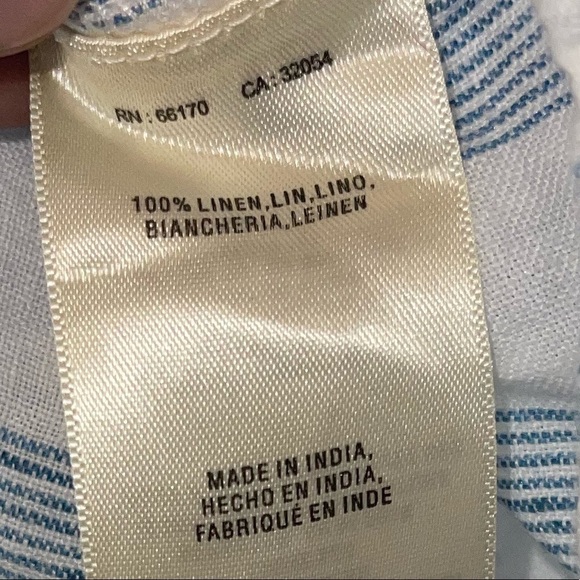 RN : 66170 CA : 32054
100% LINEN,LIN,LINO,
BIANCHERIA,LEINEN
MADE IN INDIA,
HECHO EN INDIA,
FABRIQUÉ EN INDE